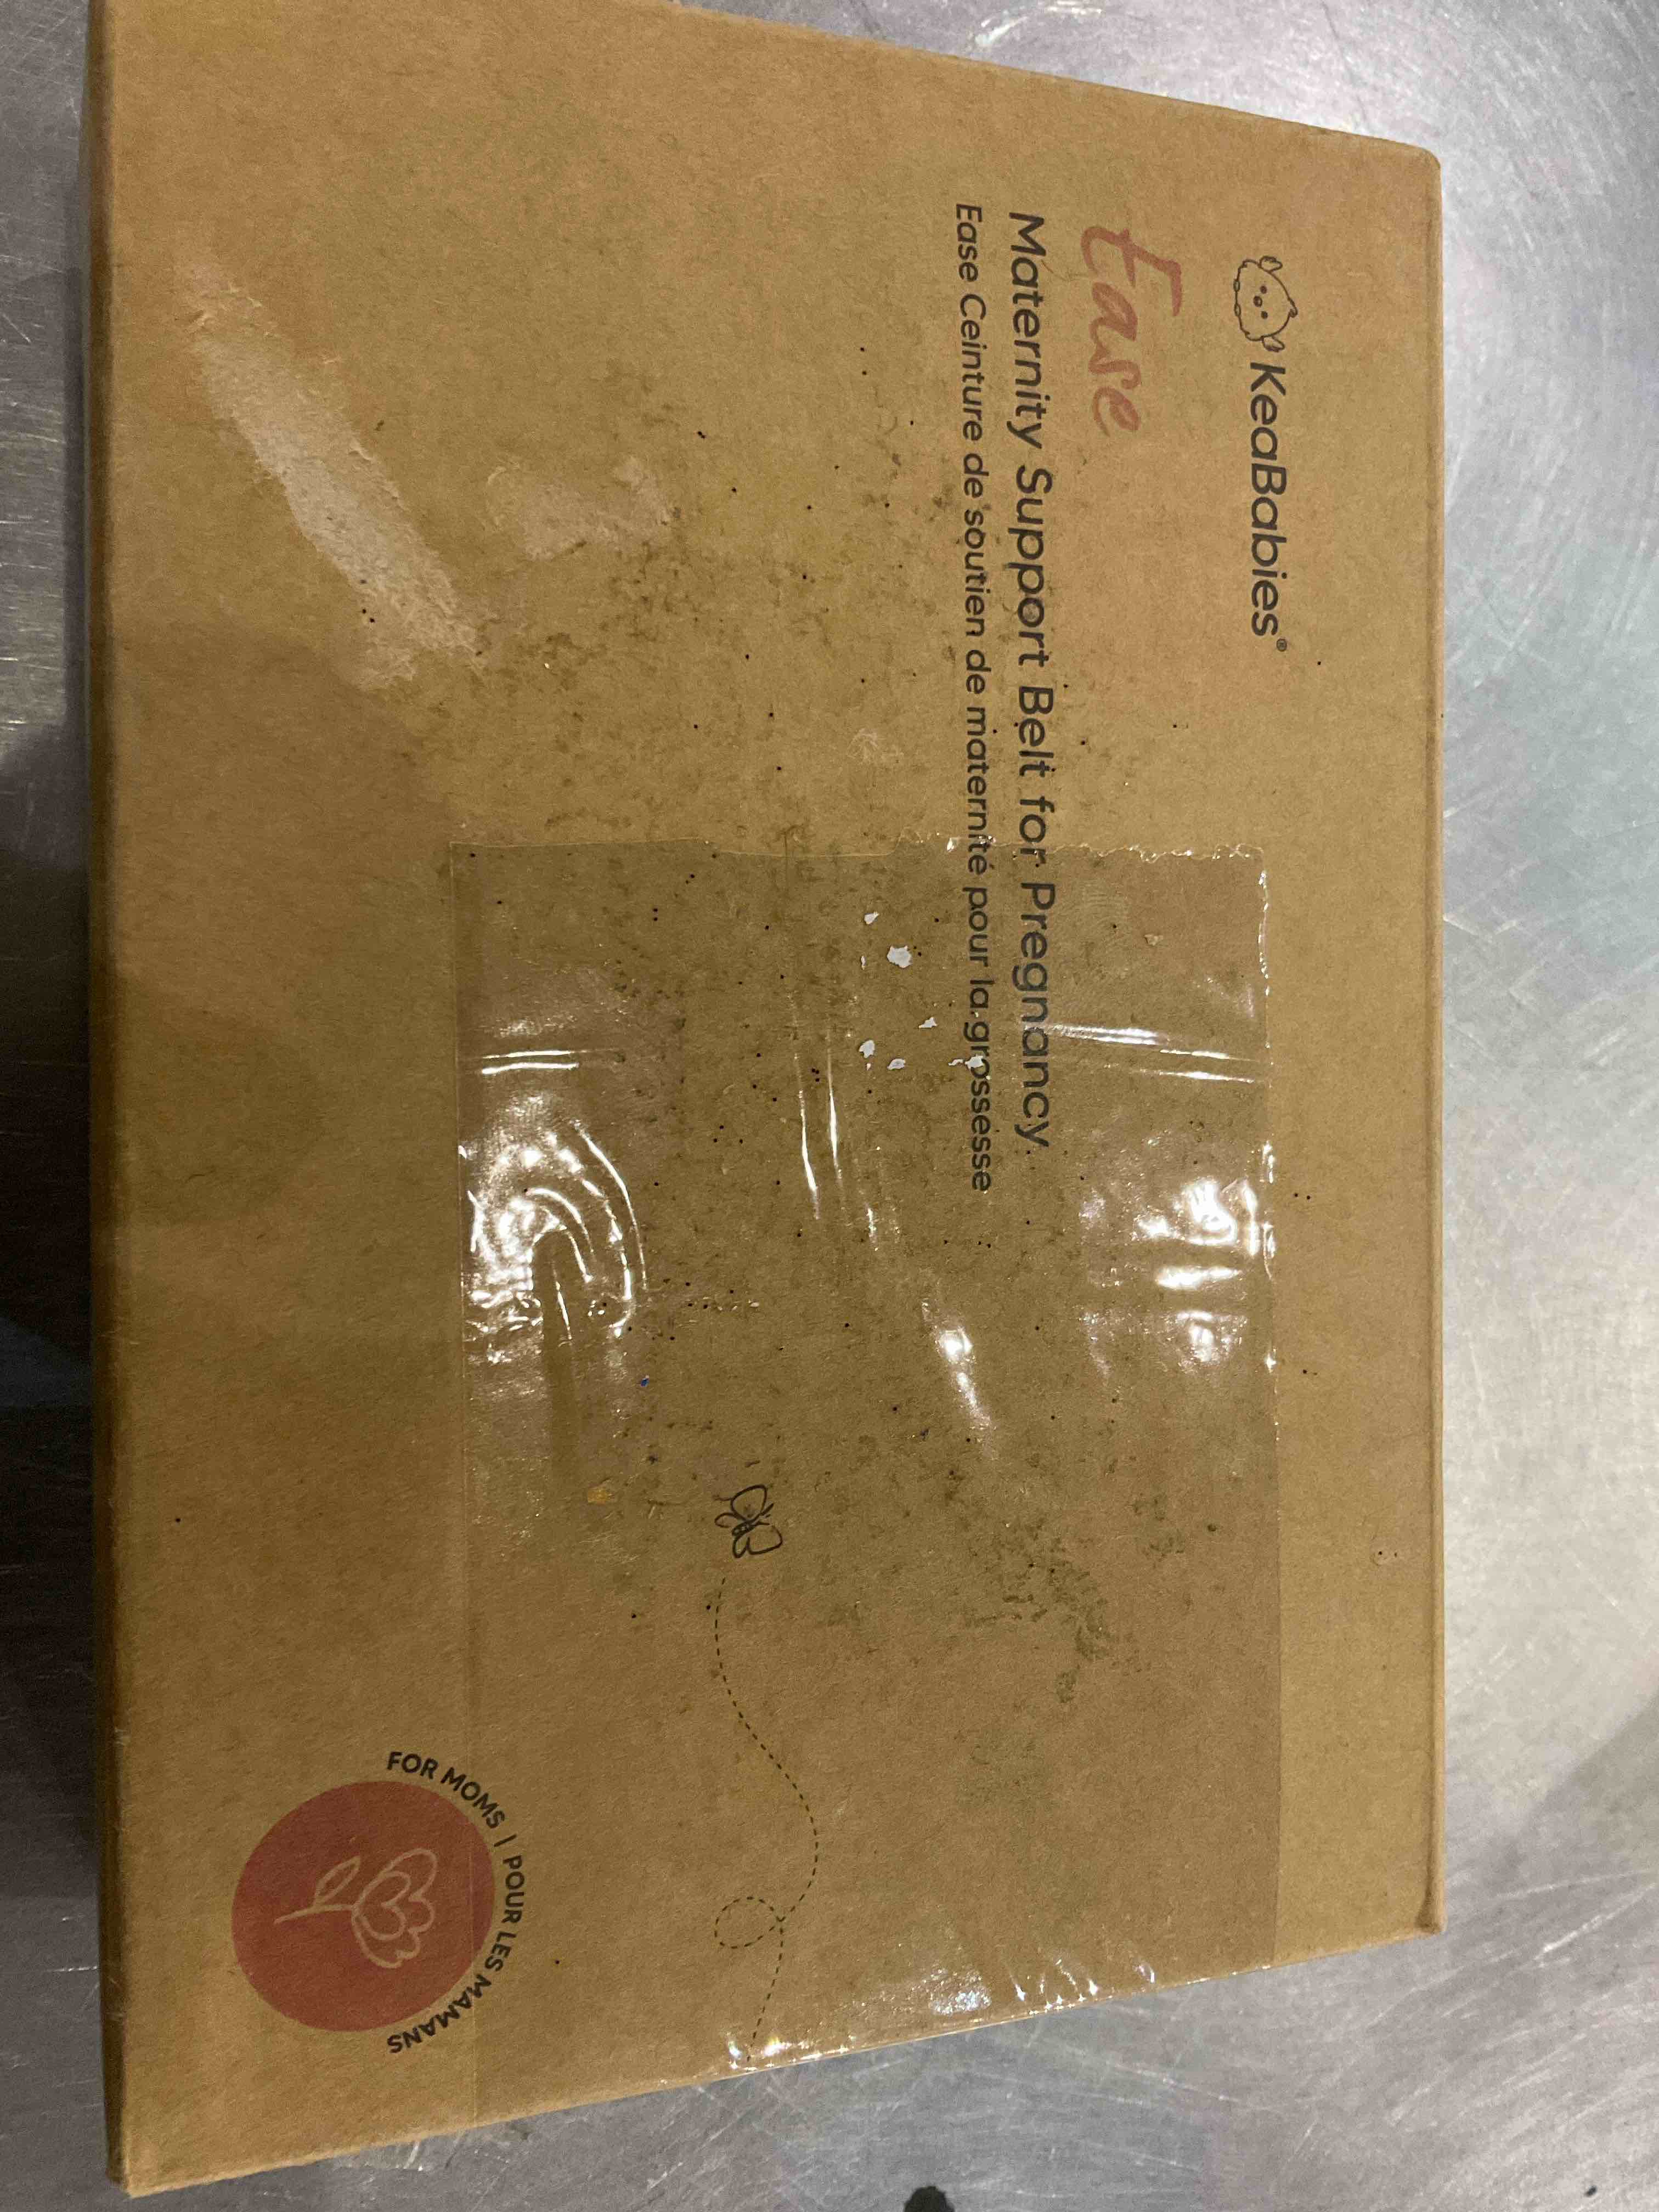 KeaBabies®
Ease
Maternity Support Belt for Pregnancy
Ease Ceinture de soutien de maternité pour la grossesse
FOR MOMS | POUR LES MAMANS